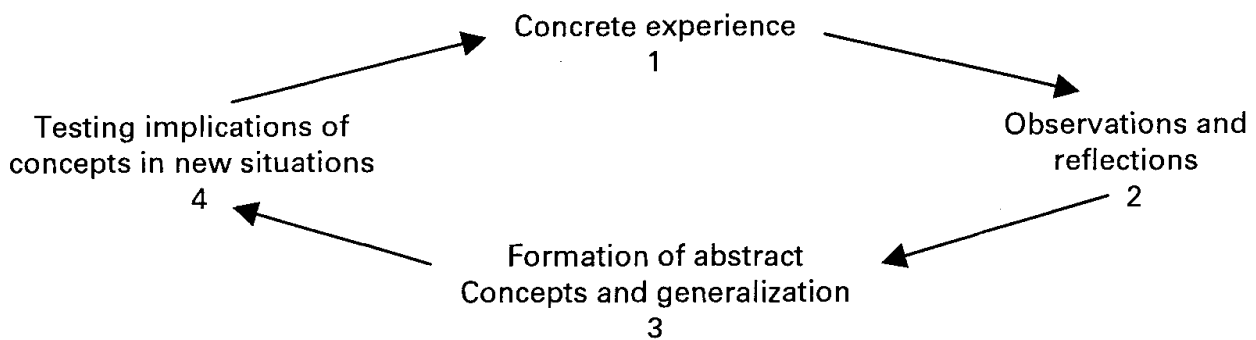 Concrete experience
1
Observations and
reflections
2
Formation of abstract
Concepts and generalization
3
Testing implications of
concepts in new situations
4